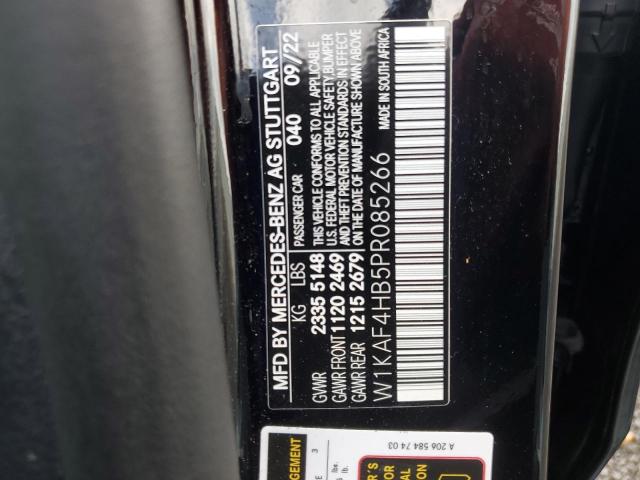 MFD BY MERCEDES-BENZ AG STUTTGART
KG LBS PASSENGER CAR 040 09/22
GVWR 2335 5148 THIS VEHICLE CONFORMS TO ALL APPLICABLE
U.S. FEDERAL MOTOR VEHICLE SAFETY, BUMPER
GAWR FRONT 1120 2469 AND THEFT PREVENTION STANDARDS IN EFFECT
GAWR REAR 1215 2679 ON THE DATE OF MANUFACTURE SHOWN ABOVE
W1KAF4HB5PR085266
MADE IN SOUTH AFRICA
A 206 584 74 03
3
lbs.
lb.